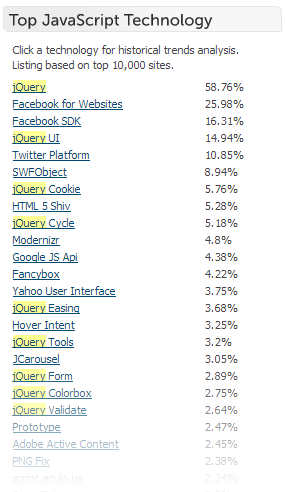 Top JavaScript Technology
Click a technology for historical trends analysis.
Listing based on top 10,000 sites.
jQuery 58.76%
Facebook for Websites 25.98%
Facebook SDK 16.31%
jQuery UI 14.94%
Twitter Platform 10.85%
SWFObject 8.94%
jQuery Cookie 5.76%
HTML 5 Shiv 5.28%
jQuery Cycle 5.18%
Modernizr 4.8%
Google JS Api 4.38%
Fancybox 4.22%
Yahoo User Interface 3.75%
jQuery Easing 3.68%
Hover Intent 3.25%
jQuery Tools 3.2%
JCarousel 3.05%
jQuery Form 2.89%
jQuery Colorbox 2.75%
jQuery Validate 2.64%
Prototype 2.47%
Adobe Active Content 2.45%
PNG Fix 2.38%
script.aculo.us 2.34%